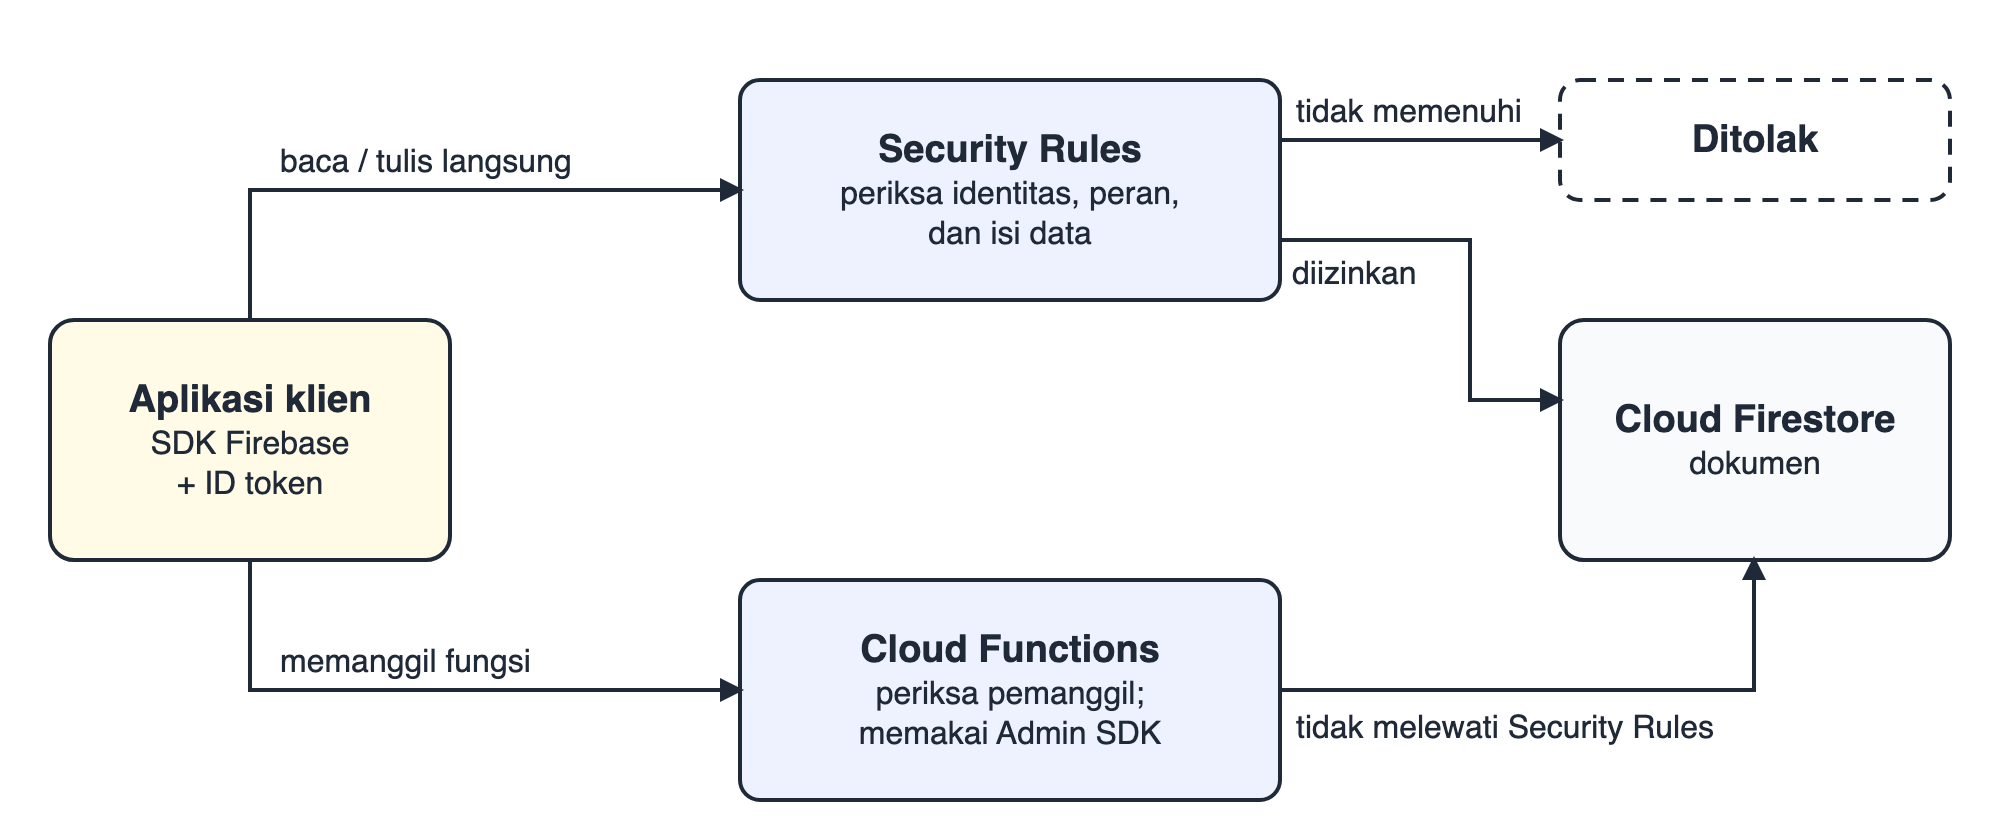 baca / tulis langsung
Security Rules
periksa identitas, peran,
dan isi data
tidak memenuhi
Ditolak
diizinkan
Aplikasi klien
SDK Firebase
+ ID token
Cloud Firestore
dokumen
memanggil fungsi
Cloud Functions
periksa pemanggil;
memakai Admin SDK
tidak melewati Security Rules